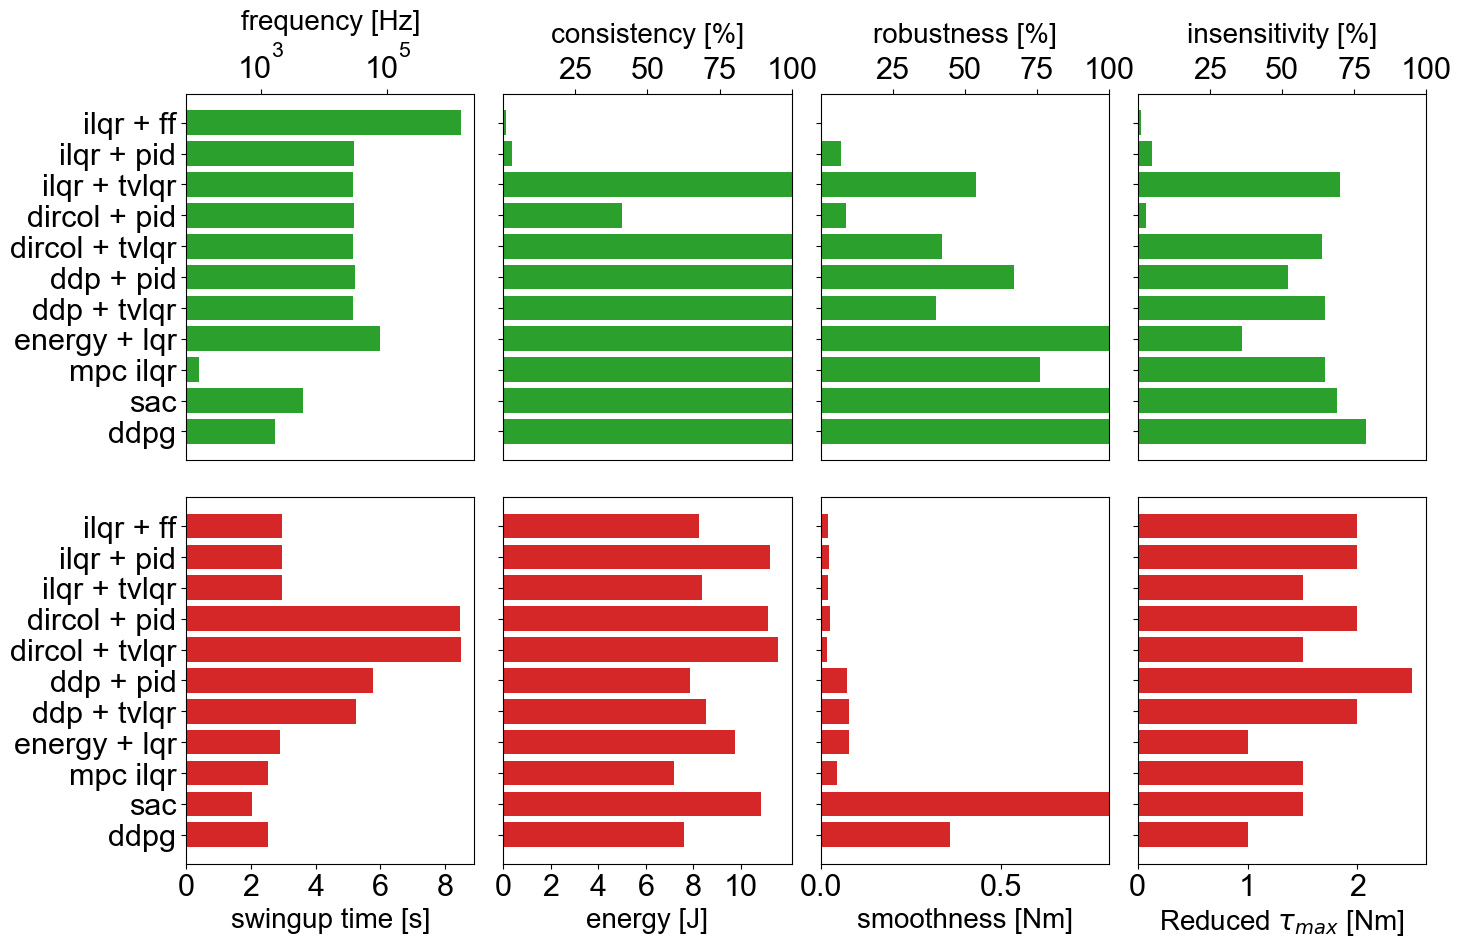 frequency [Hz] consistency [%] robustness [%] insensitivity [%]
10^3 10^5 25 50 75 100 25 50 75 100 25 50 75 100
ilqr + ff
ilqr + pid
ilqr + tvlqr
dircol + pid
dircol + tvlqr
ddp + pid
ddp + tvlqr
energy + lqr
mpc ilqr
sac
ddpg
ilqr + ff
ilqr + pid
ilqr + tvlqr
dircol + pid
dircol + tvlqr
ddp + pid
ddp + tvlqr
energy + lqr
mpc ilqr
sac
ddpg
0 2 4 6 8 0 2 4 6 8 10 0.0 0.5 0 1 2
swingup time [s] energy [J] smoothness [Nm] Reduced τ_max [Nm]